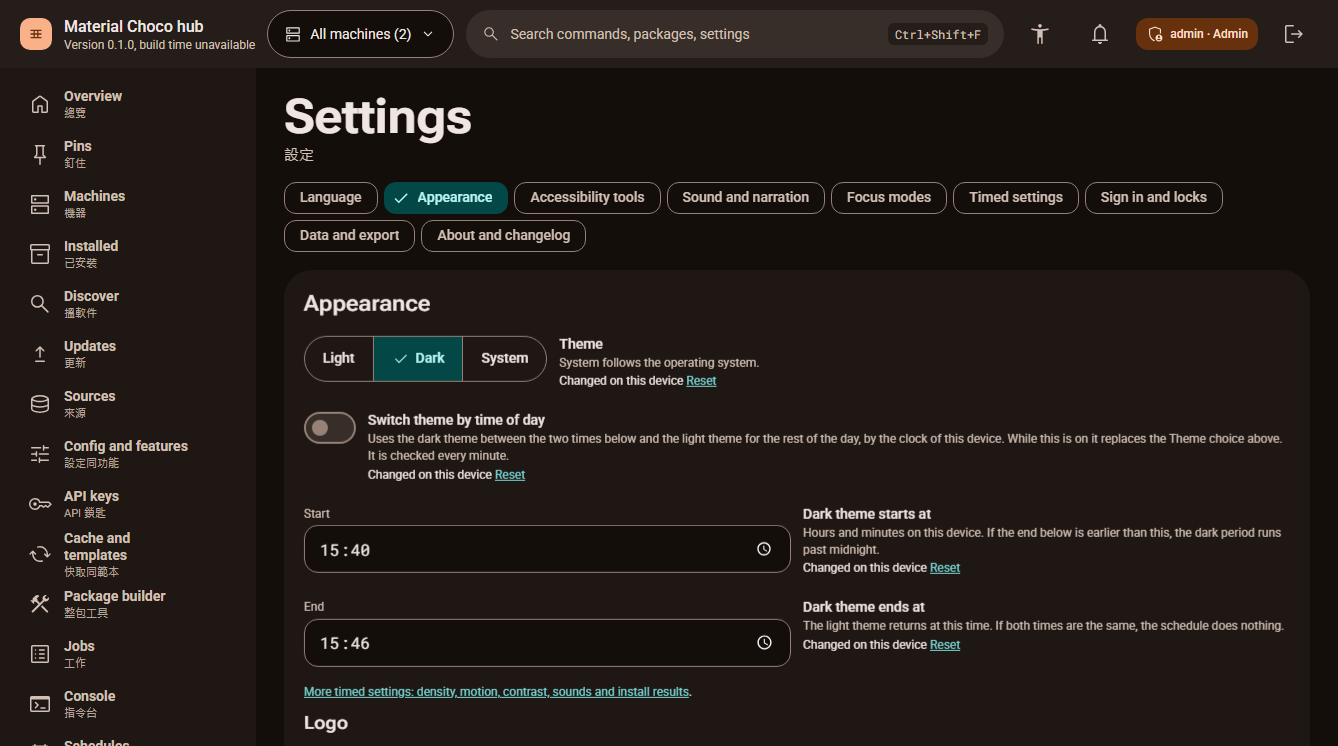 Material Choco hub
Version 0.1.0, build time unavailable
All machines (2)
Search commands, packages, settings
Ctrl+Shift+F
admin · Admin
Overview
總覽
Pins
釘住
Machines
機器
Installed
已安裝
Discover
搵軟件
Updates
更新
Sources
來源
Config and features
設定同功能
API keys
API 鎖匙
Cache and
templates
快取同範本
Package builder
整包工具
Jobs
工作
Console
指令台
Schedules
Settings
設定
Language
Appearance
Accessibility tools
Sound and narration
Focus modes
Timed settings
Sign in and locks
Data and export
About and changelog
Appearance
Light
Dark
System
Theme
System follows the operating system.
Changed on this device Reset
Switch theme by time of day
Uses the dark theme between the two times below and the light theme for the rest of the day, by the clock of this device. While this is on it replaces the Theme choice above.
It is checked every minute.
Changed on this device Reset
Start
15:40
Dark theme starts at
Hours and minutes on this device. If the end below is earlier than this, the dark period runs
past midnight.
Changed on this device Reset
End
15:46
Dark theme ends at
The light theme returns at this time. If both times are the same, the schedule does nothing.
Changed on this device Reset
More timed settings: density, motion, contrast, sounds and install results.
Logo